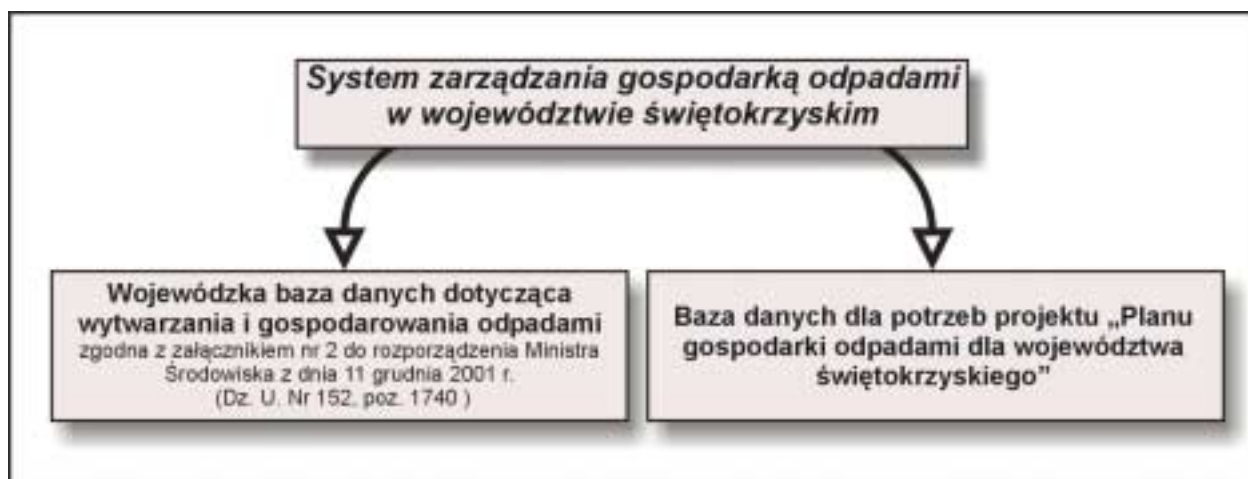 System zarządzania gospodarką odpadami
w województwie świętokrzyskim
Wojewódzka baza danych dotycząca
wytwarzania i gospodarowania odpadami
zgodna z załącznikiem nr 2 do rozporządzenia Ministra
Środowiska z dnia 11 grudnia 2001 r.
(Dz. U. Nr 152, poz. 1740 )
Baza danych dla potrzeb projektu „Planu
gospodarki odpadami dla województwa
świętokrzyskiego”